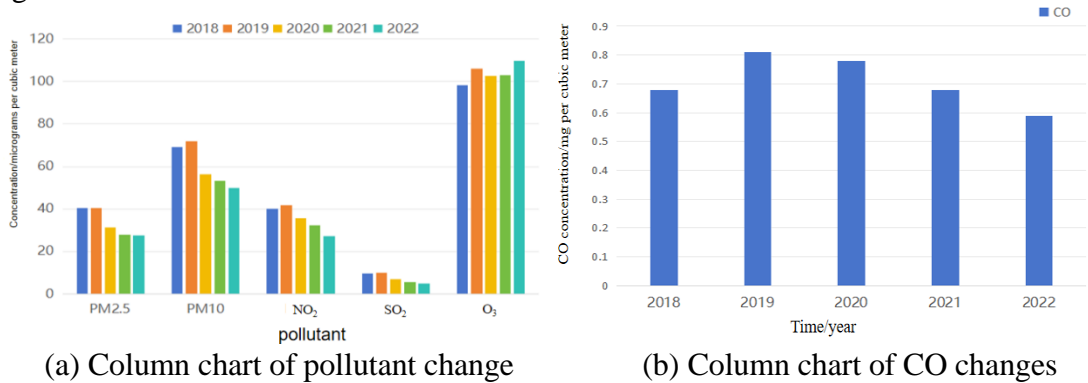 2018 2019 2020 2021 2022
Concentration/micrograms per cubic meter
120
100
80
60
40
20
0
PM2.5 PM10 NO₂ SO₂ O₃
pollutant
(a) Column chart of pollutant change
CO
CO concentration/mg per cubic meter
0.9
0.8
0.7
0.6
0.5
0.4
0.3
0.2
0.1
0
2018 2019 2020 2021 2022
Time/year
(b) Column chart of CO changes